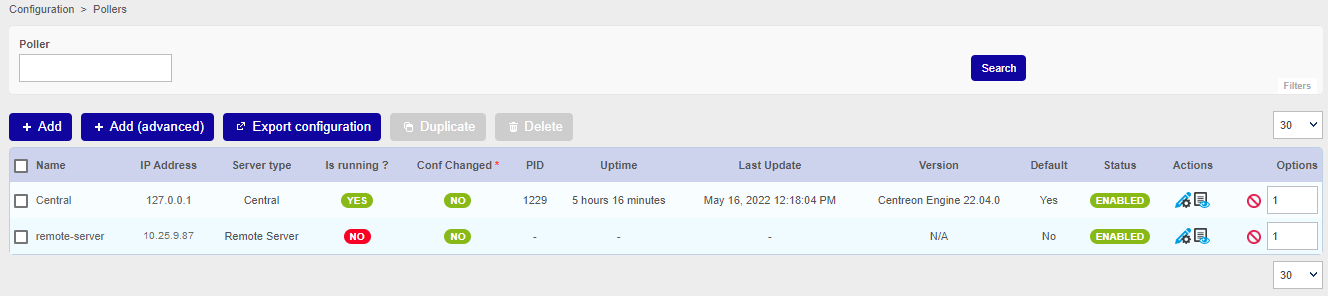 Configuration > Pollers
Poller
Search
Filters
+ Add + Add (advanced) Export configuration Duplicate Delete 30
Name IP Address Server type Is running ? Conf Changed * PID Uptime Last Update Version Default Status Actions Options
Central 127.0.0.1 Central YES NO 1229 5 hours 16 minutes May 16, 2022 12:18:04 PM Centreon Engine 22.04.0 Yes ENABLED 1
remote-server 10.25.9.87 Remote Server NO NO - - - N/A No ENABLED 1
30